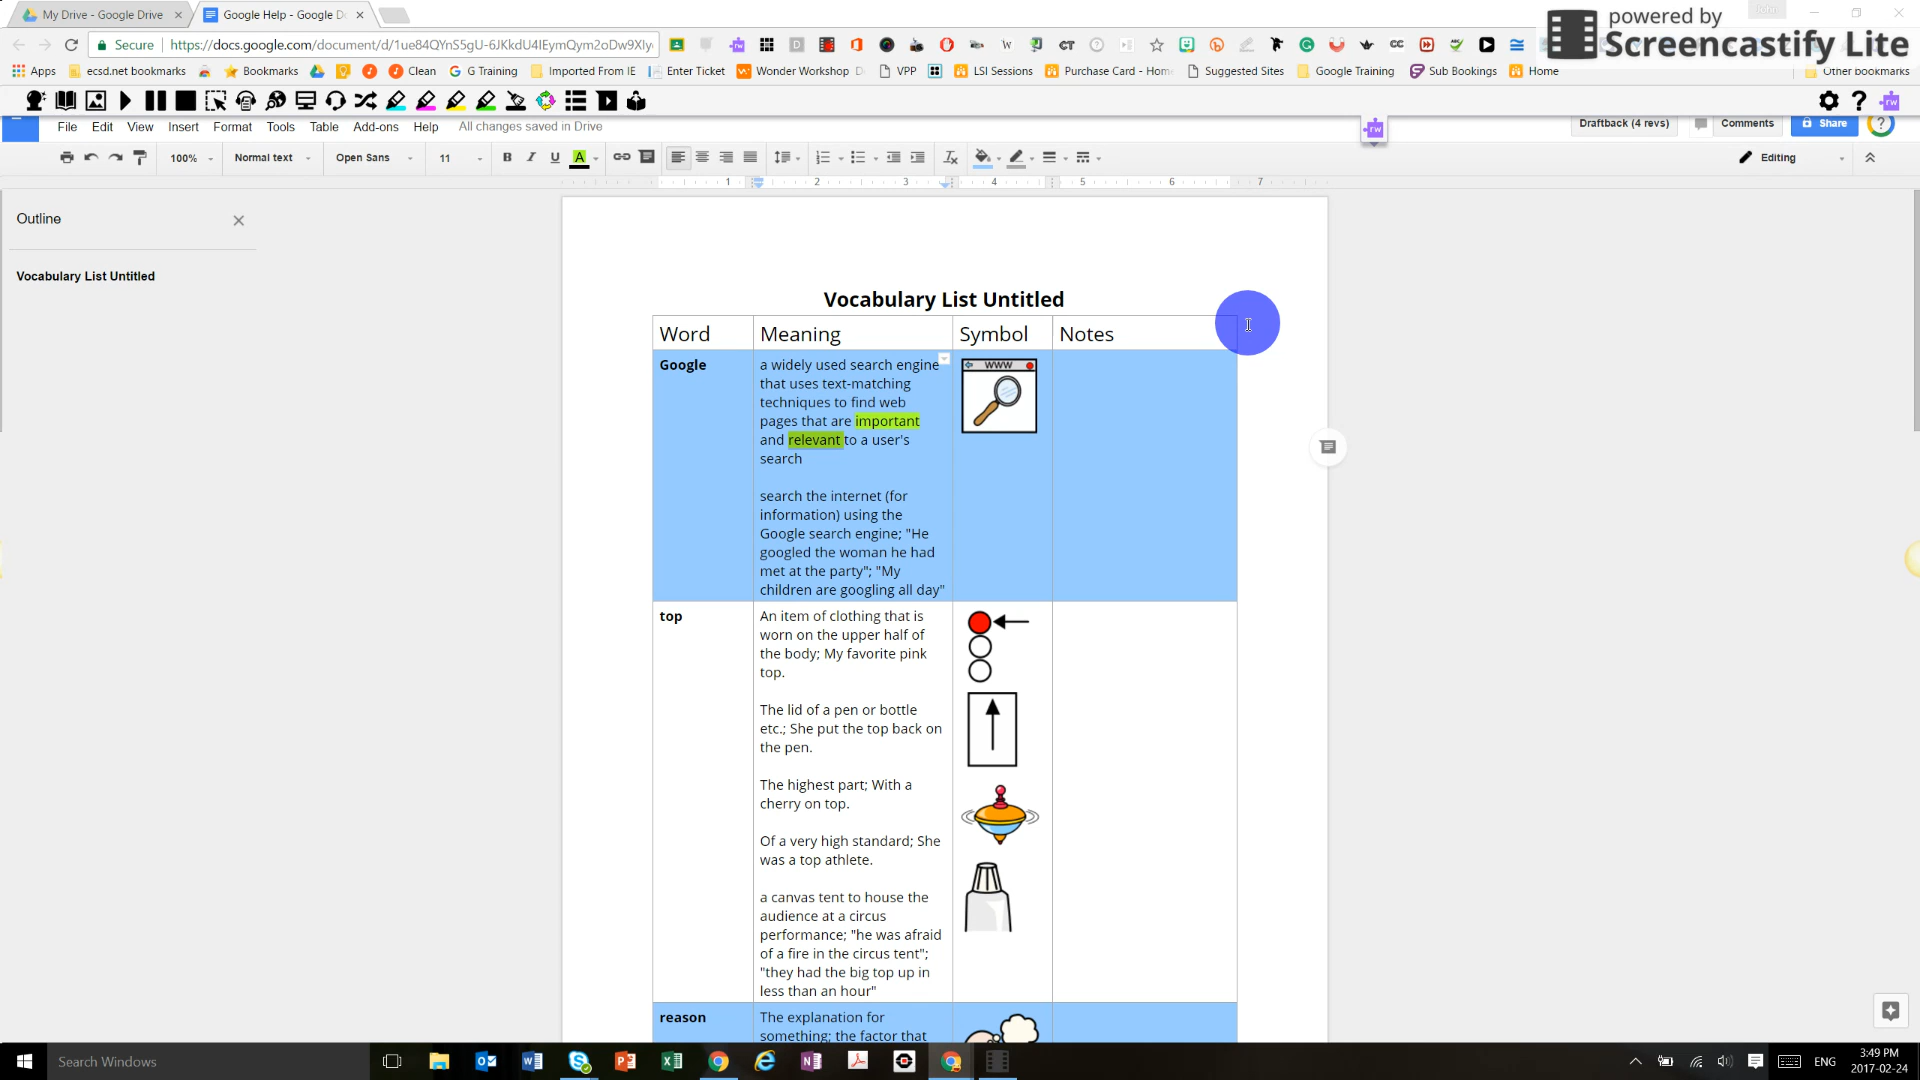 My Drive - Google Drive
Google Help - Google D
powered by
Screencastify Lite
Secure
https://docs.google.com/document/d/1ue84QYnS5gU-6JKkdU4IEymQym2oDw9Xly
Apps
ecsd.net bookmarks
Bookmarks
Clean
G Training
Imported From IE
Enter Ticket
Wonder Workshop
VPP
LSI Sessions
Purchase Card - Hom
Suggested Sites
Google Training
Sub Bookings
Home
Other bookmarks
File
Edit
View
Insert
Format
Tools
Table
Add-ons
Help
All changes saved in Drive
rw
Draftback (4 revs)
Comments
Share
100%
Normal text
Open Sans
11
B
I
U
A
Editing
1 2 3 4 5 6 7
Outline
Vocabulary List Untitled
Vocabulary List Untitled
Word
Meaning
Symbol
Notes
Google
a widely used search engine
that uses text-matching
techniques to find web
pages that are important
and relevant to a user's
search
search the internet (for
information) using the
Google search engine; "He
googled the woman he had
met at the party"; "My
children are googling all day"
WWW
top
An item of clothing that is
worn on the upper half of
the body; My favorite pink
top.
The lid of a pen or bottle
etc.; She put the top back on
the pen.
The highest part; With a
cherry on top.
Of a very high standard; She
was a top athlete.
a canvas tent to house the
audience at a circus
performance; "he was afraid
of a fire in the circus tent";
"they had the big top up in
less than an hour"
reason
The explanation for
something; the factor that
Search Windows
ENG
3:49 PM
2017-02-24